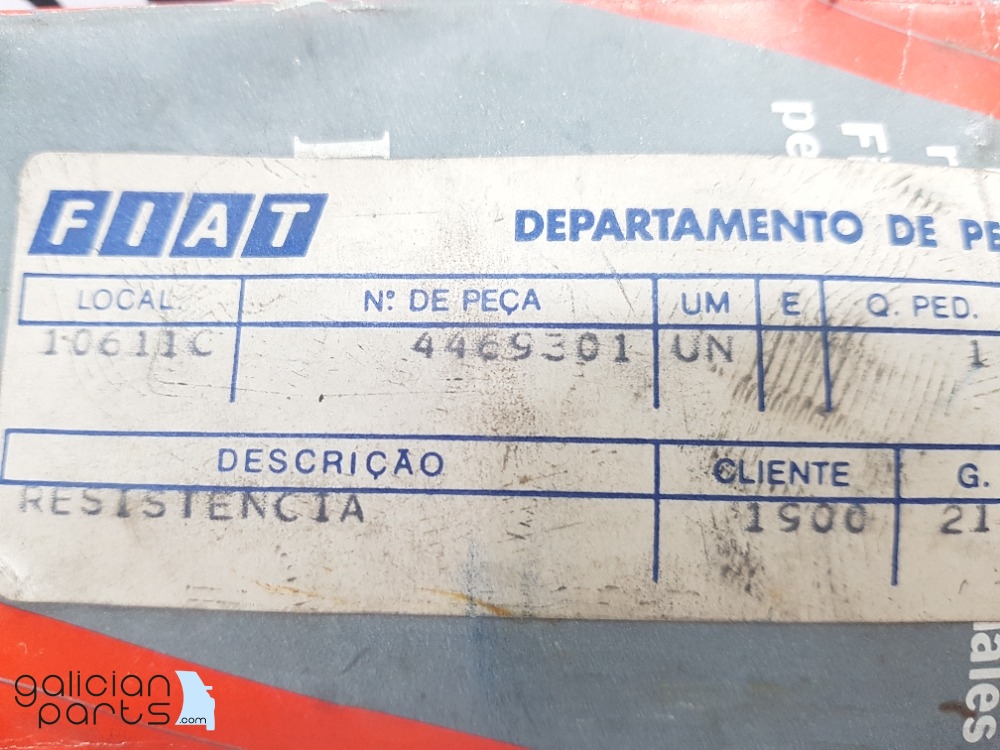 FIAT DEPARTAMENTO DE PE
LOCAL Nº DE PEÇA UM E Q. PED.
10611C 4469301 UN 1
DESCRIÇÃO CLIENTE G.
RESISTENCIA 1900 21
galician
parts.com